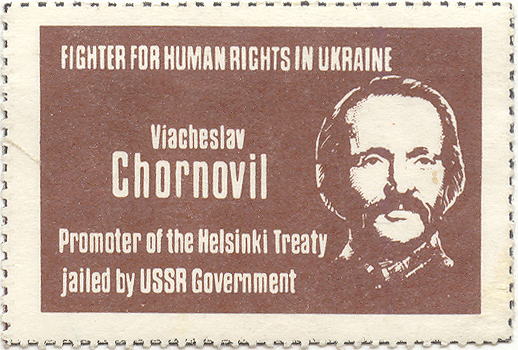 FIGHTER FOR HUMAN RIGHTS IN UKRAINE
Viacheslav
Chornovil
Promoter of the Helsinki Treaty
jailed by USSR Government